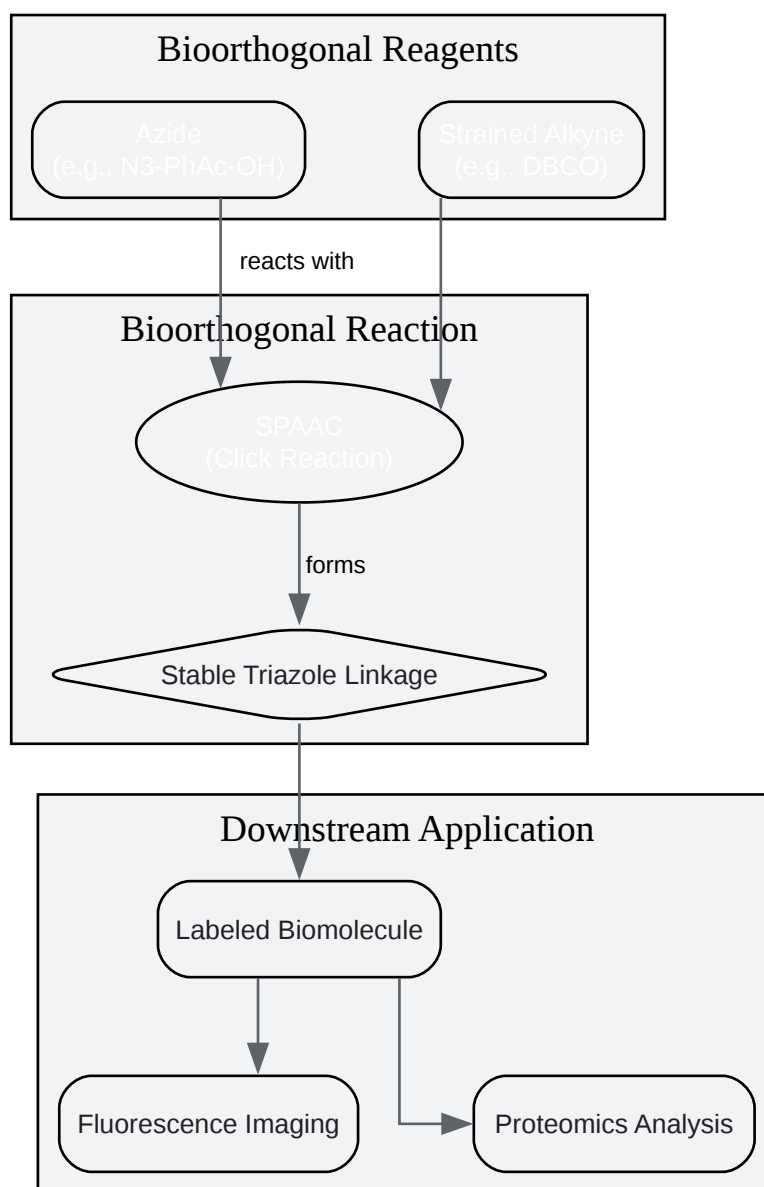 Bioorthogonal Reagents
Azide
(e.g., N3-PhAc-OH)
Strained Alkyne
(e.g., DBCO)
reacts with
Bioorthogonal Reaction
SPAAC
(Click Reaction)
forms
Stable Triazole Linkage
Downstream Application
Labeled Biomolecule
Fluorescence Imaging
Proteomics Analysis